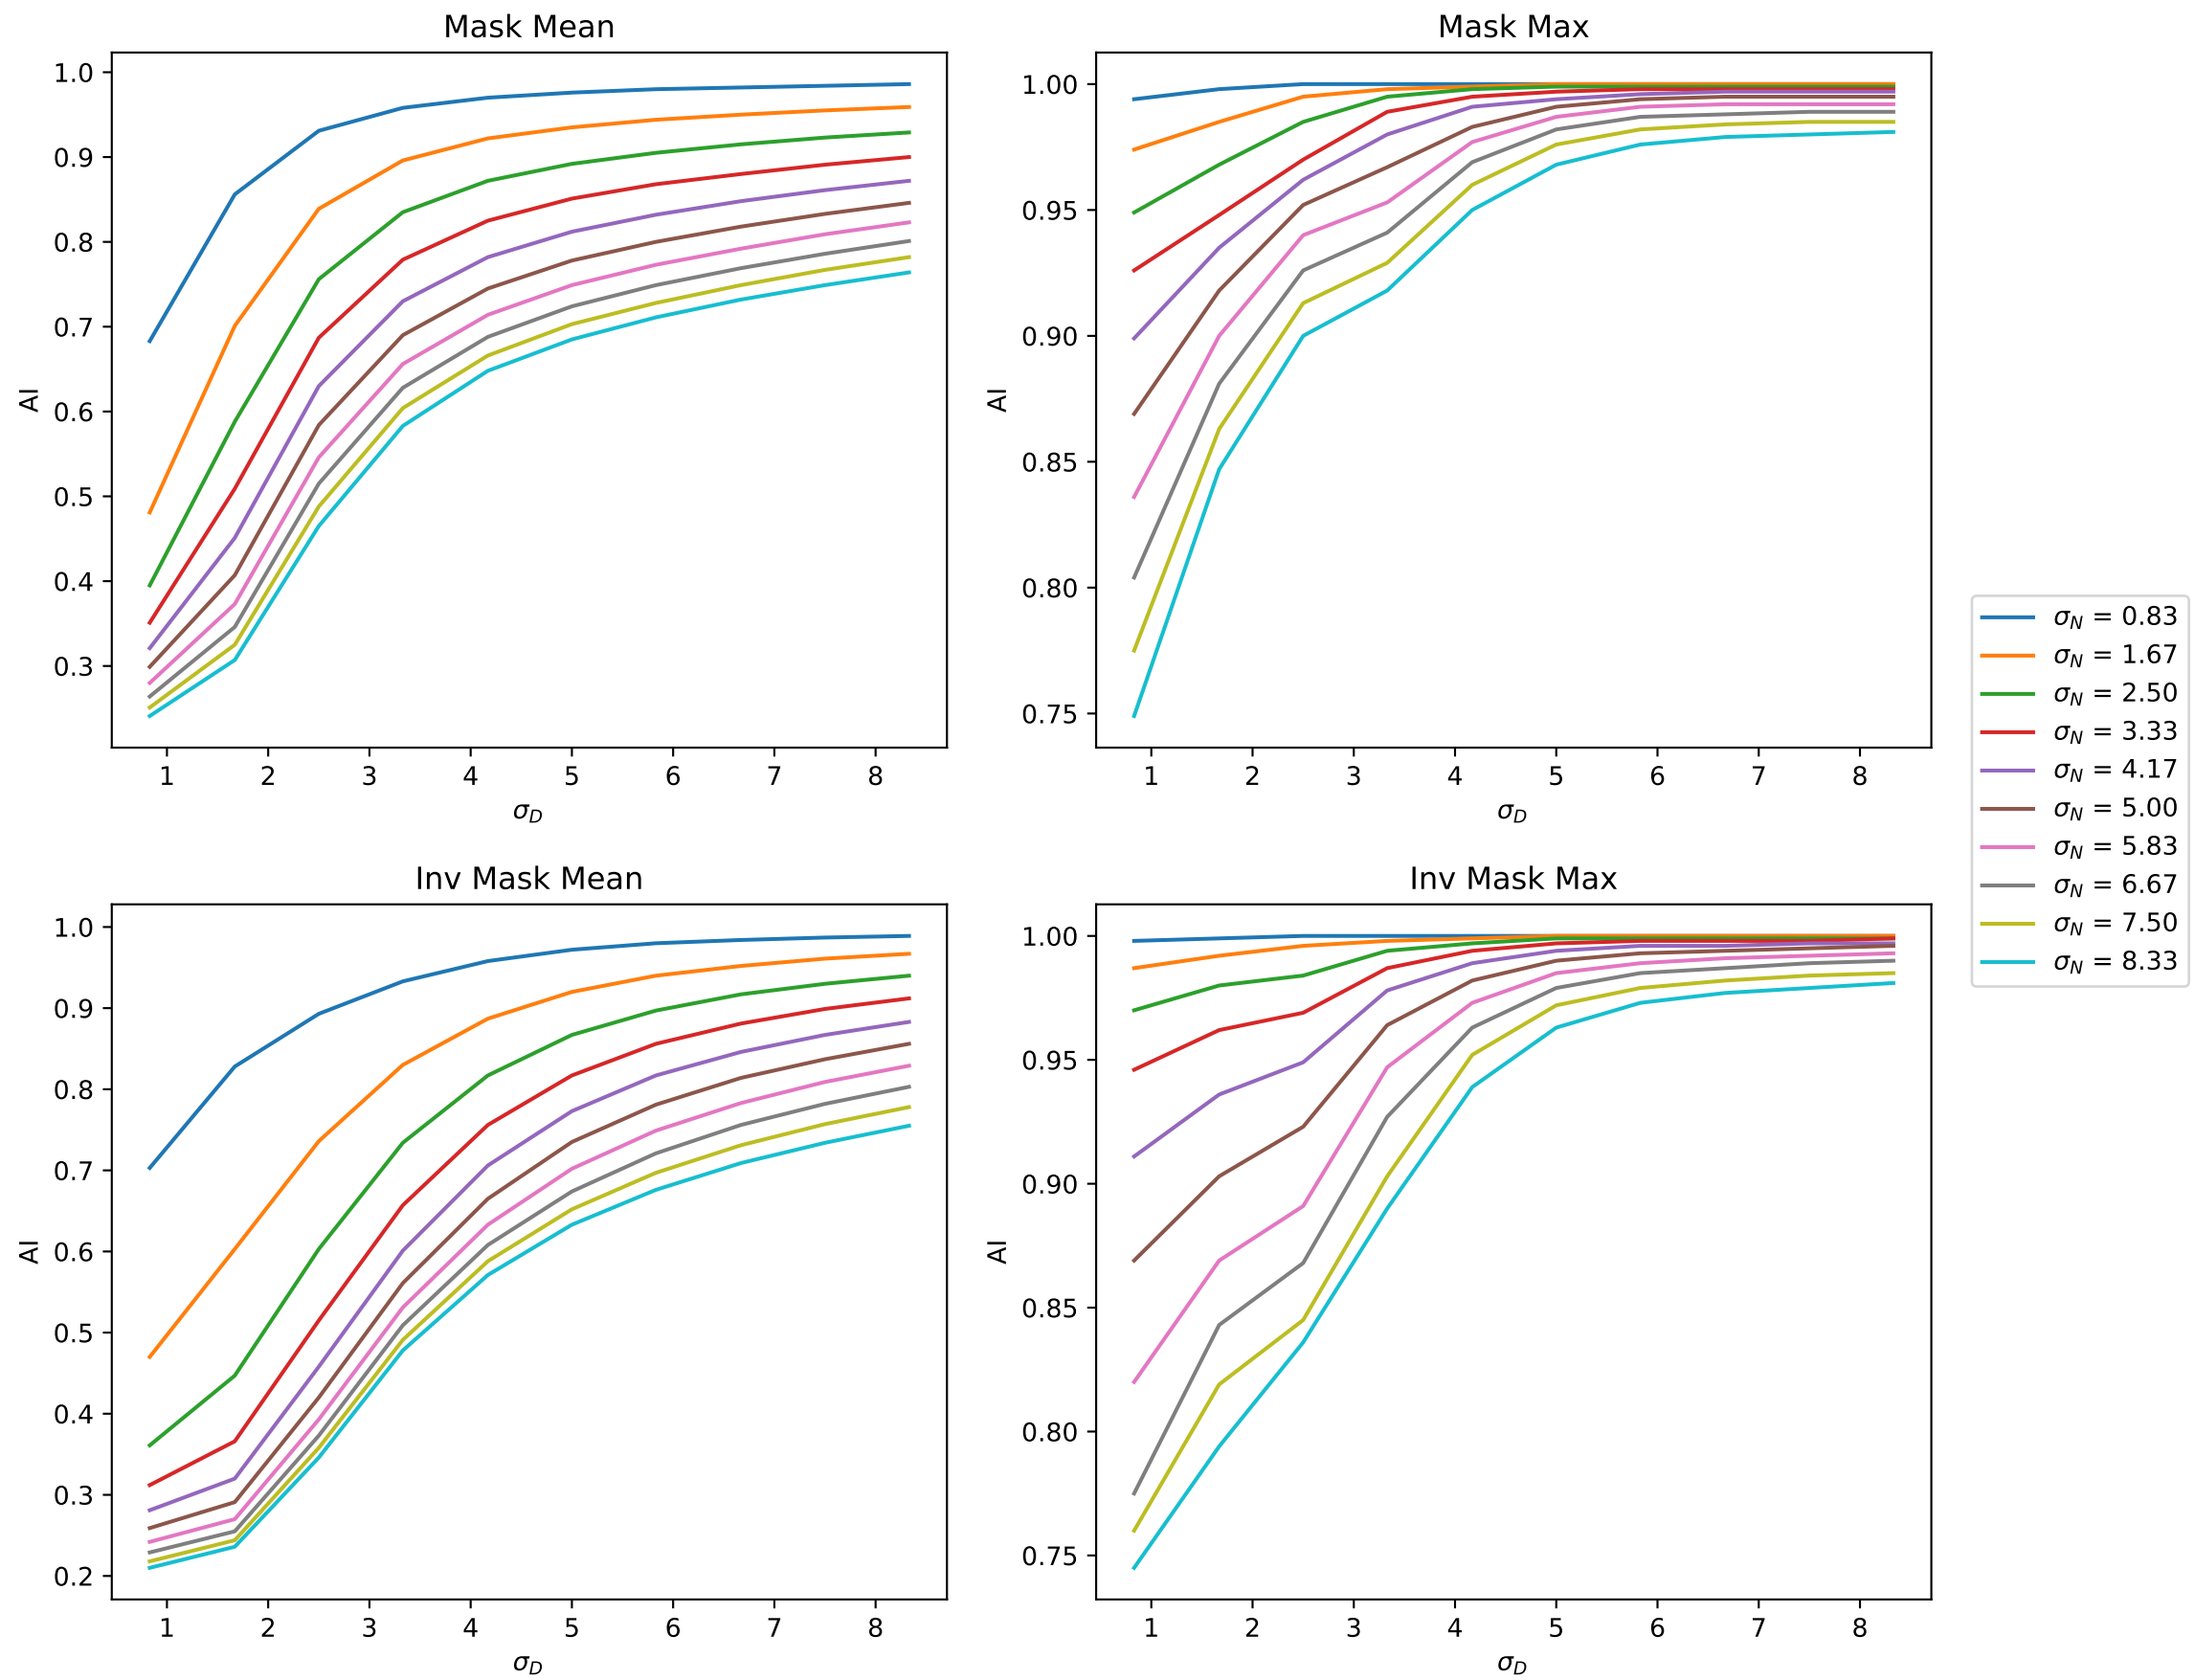 Mask Mean
1.0
0.9
0.8
0.7
0.6
0.5
0.4
0.3
AI
1 2 3 4 5 6 7 8
σD
Mask Max
1.00
0.95
0.90
0.85
0.80
0.75
AI
1 2 3 4 5 6 7 8
σD
Inv Mask Mean
1.0
0.9
0.8
0.7
0.6
0.5
0.4
0.3
0.2
AI
1 2 3 4 5 6 7 8
σD
Inv Mask Max
1.00
0.95
0.90
0.85
0.80
0.75
AI
1 2 3 4 5 6 7 8
σD
σN = 0.83
σN = 1.67
σN = 2.50
σN = 3.33
σN = 4.17
σN = 5.00
σN = 5.83
σN = 6.67
σN = 7.50
σN = 8.33